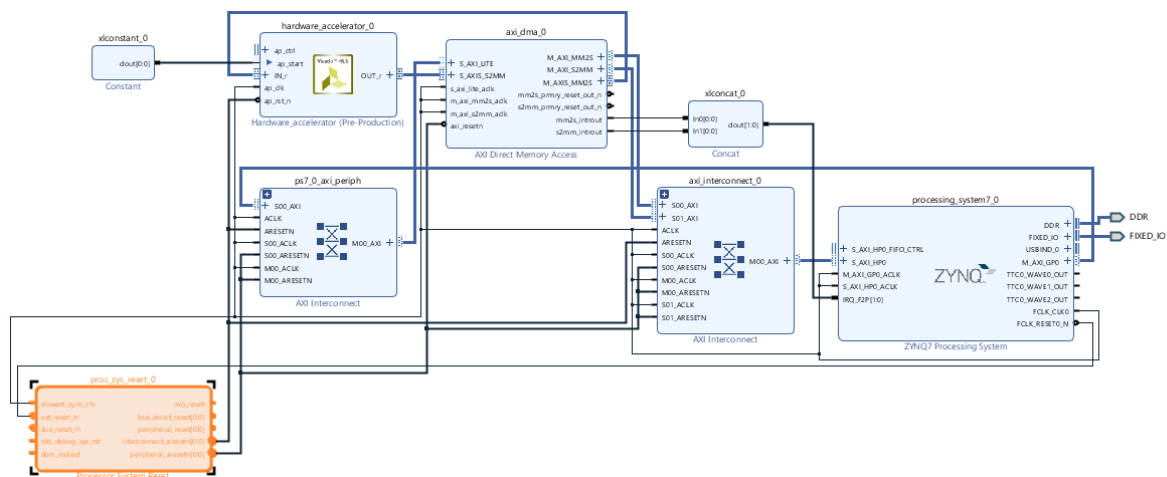 hardware_accelerator_0
ap_ctrl
ap_start
IN_r
ap_clk
ap_rst_n
OUT_r
Hardware_accelerator (Pre-Production)
xlconstant_0
dout[0:0]
Constant
axi_dma_0
S_AXI_LITE
S_AXIS_S2MM
s_axi_lite_aclk
m_axi_mm2s_aclk
m_axi_s2mm_aclk
axi_resetn
M_AXI_MM2S
M_AXI_S2MM
M_AXIS_MM2S
mm2s_prmry_reset_out_n
s2mm_prmry_reset_out_n
mm2s_introut
s2mm_introut
AXI Direct Memory Access
xlconcat_0
In0[0:0]
In1[0:0]
dout[1:0]
Concat
ps7_0_axi_periph
S00_AXI
ACLK
ARESETN
S00_ACLK
S00_ARESETN
M00_ACLK
M00_ARESETN
M00_AXI
AXI Interconnect
axi_interconnect_0
S00_AXI
S01_AXI
ACLK
ARESETN
S00_ACLK
S00_ARESETN
M00_ACLK
M00_ARESETN
S01_ACLK
S01_ARESETN
M00_AXI
AXI Interconnect
processing_system7_0
S_AXI_HP0_FIFO_CTRL
S_AXI_HP0
M_AXI_GP0_ACLK
S_AXI_HP0_ACLK
IRQ_F2P[1:0]
ZYNQ
DDR
FIXED_IO
USBIND_0
M_AXI_GP0
TTC0_WAVE0_OUT
TTC0_WAVE1_OUT
TTC0_WAVE2_OUT
FCLK_CLK0
FCLK_RESET0_N
ZYNQ7 Processing System
DDR
FIXED_IO
proc_sys_reset_0
slowest_sync_clk
ext_reset_in
aux_reset_in
mb_debug_sys_rst
dcm_locked
mb_reset
bus_struct_reset[0:0]
peripheral_reset[0:0]
interconnect_aresetn[0:0]
peripheral_aresetn[0:0]
Processor System Reset